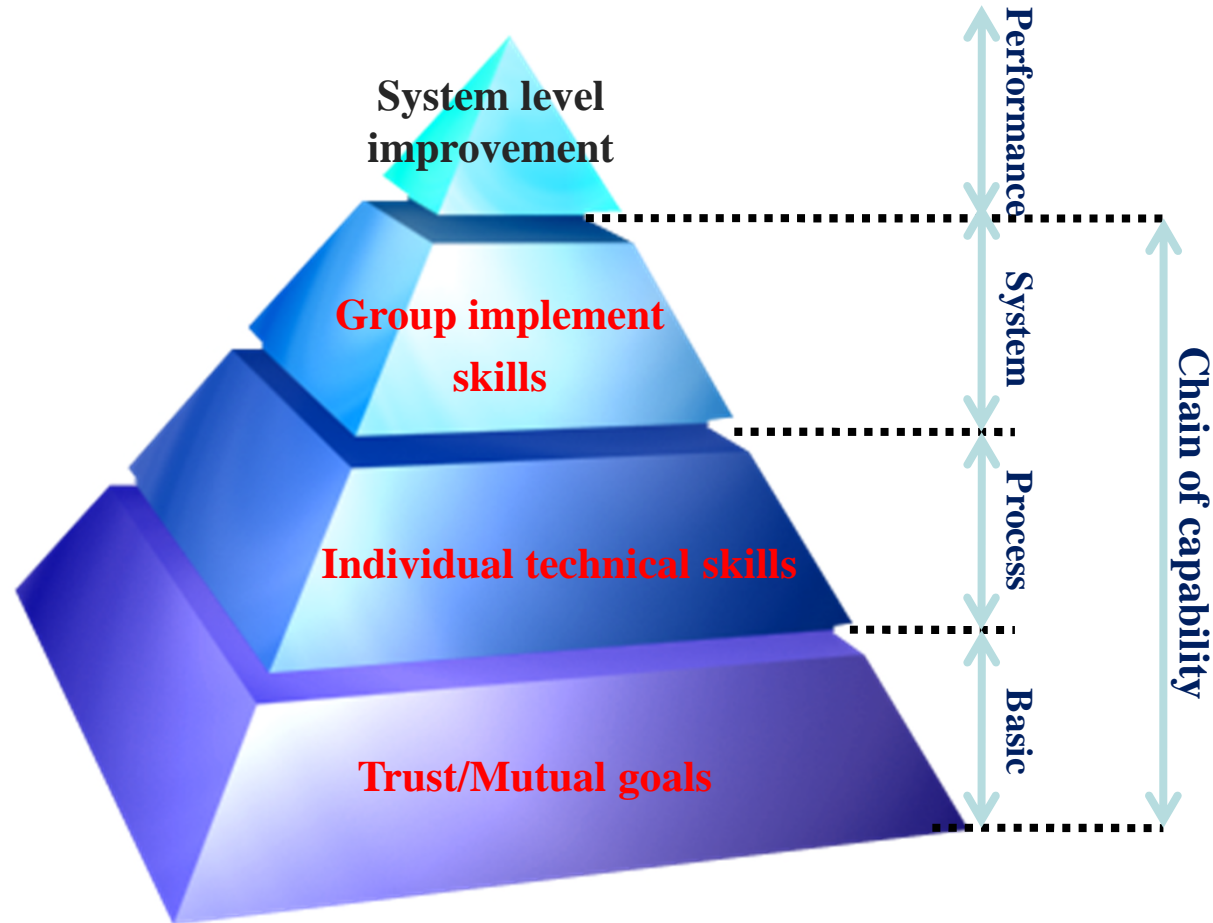 System level
improvement
Group implement
skills
Individual technical skills
Trust/Mutual goals
Performance
System
Process
Basic
Chain of capability